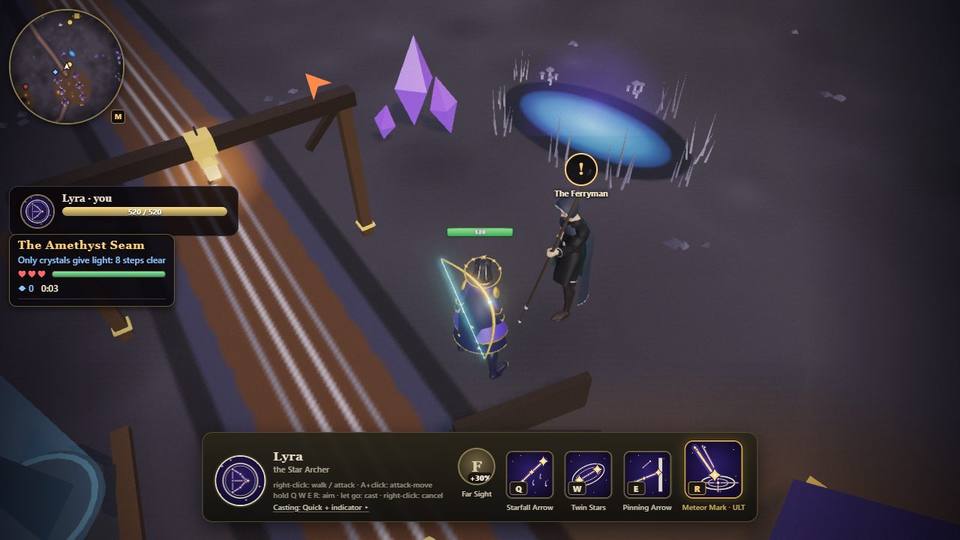 M
!
The Ferryman
Lyra · you
520 / 520
The Amethyst Seam
Only crystals give light: 8 steps clear
0 0:03
Lyra
the Star Archer
right-click: walk / attack · A+click: attack-move
hold Q W E R: aim · let go: cast · right-click: cancel
Casting: Quick + indicator
F
+30%
Far Sight
Q
Starfall Arrow
W
Twin Stars
E
Pinning Arrow
R
Meteor Mark · ULT